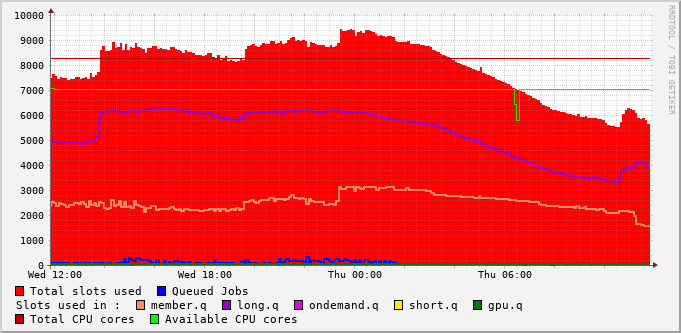 RRDTOOL / TOBI OETIKER
10000
9000
8000
7000
6000
5000
4000
3000
2000
1000
0
Wed 12:00 Wed 18:00 Thu 00:00 Thu 06:00
Total slots used Queued Jobs
Slots used in : member.q long.q ondemand.q short.q gpu.q
Total CPU cores Available CPU cores